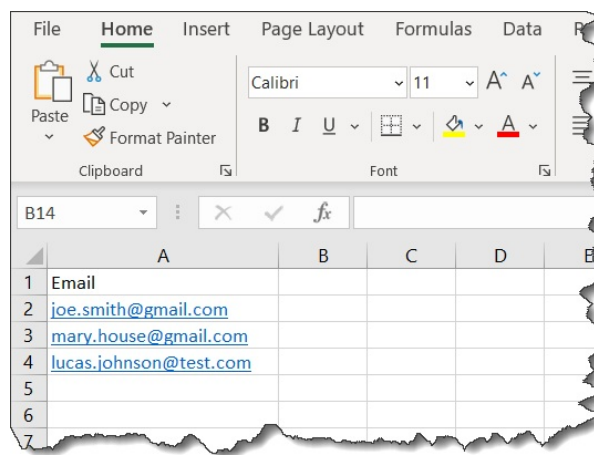 File Home Insert Page Layout Formulas Data
Cut
Copy
Paste
Format Painter
Clipboard
Calibri 11 A A
B I U A
Font
B14 fx
A B C D E
1 Email
2 joe.smith@gmail.com
3 mary.house@gmail.com
4 lucas.johnson@test.com
5
6
7